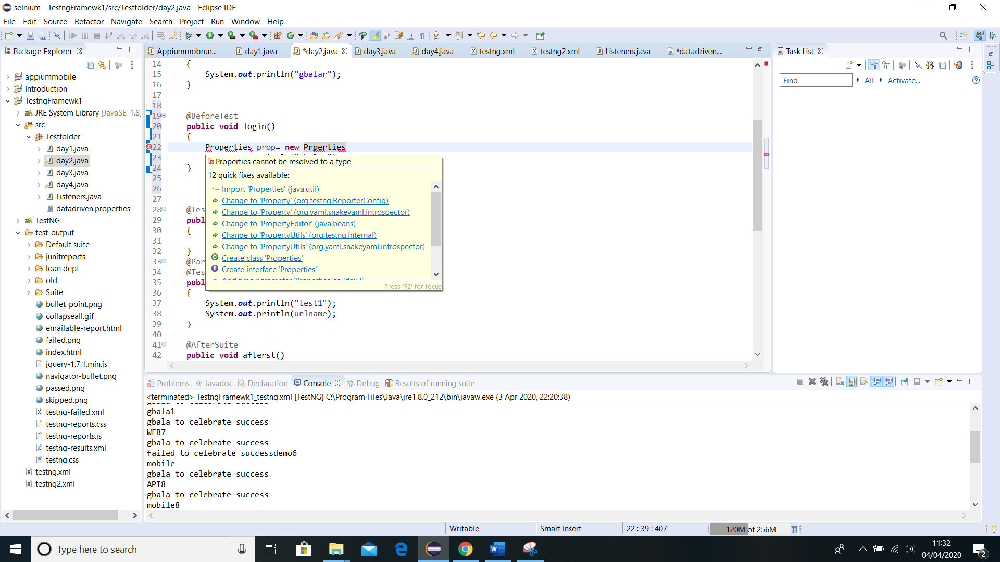 selnium - TestngFramewk1/src/Testfolder/day2.java - Eclipse IDE
File Edit Source Refactor Navigate Search Project Run Window Help
Package Explorer
appiummobile
Introduction
TestngFramewk1
JRE System Library [JavaSE-1.8]
src
Testfolder
day1.java
day2.java
day3.java
day4.java
Listeners.java
datadriven.properties
TestNG
test-output
Default suite
junitreports
loan dept
old
Suite
bullet_point.png
collapseall.gif
emailable-report.html
failed.png
index.html
jquery-1.7.1.min.js
navigator-bullet.png
passed.png
skipped.png
testng-failed.xml
testng-reports.css
testng-reports.js
testng-results.xml
testng.css
testng.xml
testng2.xml
Appiummobrun... day1.java *day2.java day3.java day4.java testng.xml testng2.xml Listeners.java *datadriven....
14 {
15 System.out.println("gbalar");
16 }
17
18
19 @BeforeTest
20 public void login()
21 {
22 Properties prop= new Prperties
23
24 }
25
26
27
28 @Tes
29 publ
30 {
31
32 }
33 @Par
34 @Tes
35 publ
36 {
37 System.out.println("test1");
38 System.out.println(urlname);
39 }
40
41 @AfterSuite
42 public void afterst()
Properties cannot be resolved to a type
12 quick fixes available:
Import 'Properties' (java.util)
Change to 'Property' (org.testng.ReporterConfig)
Change to 'Property' (org.yaml.snakeyaml.introspector)
Change to 'PropertyEditor' (java.beans)
Change to 'PropertyUtils' (org.testng.internal)
Change to 'PropertyUtils' (org.yaml.snakeyaml.introspector)
Create class 'Properties'
Create interface 'Properties'
Add type parameter 'Properties' to 'day2'
Press 'F2' for focus
Task List
Find All Activate...
Problems Javadoc Declaration Console Debug Results of running suite
<terminated> TestngFramewk1_testng.xml [TestNG] C:\Program Files\Java\jre1.8.0_212\bin\javaw.exe (3 Apr 2020, 22:20:38)
gbala to celebrate success
gbala1
gbala to celebrate success
WEB7
gbala to celebrate success
failed to celebrate successdemo6
mobile
gbala to celebrate success
API8
gbala to celebrate success
mobile8
Writable Smart Insert 22 : 39 : 407 120M of 256M
Type here to search
11:32
04/04/2020
2